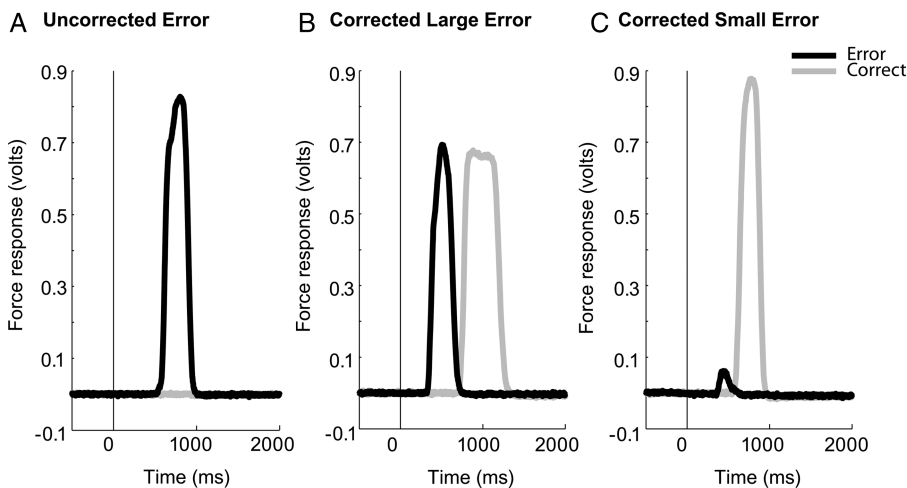 A Uncorrected Error
B Corrected Large Error
C Corrected Small Error
Error
Correct
Force response (volts)
0.9
0.7
0.5
0.3
0.1
-0.1
0
1000
2000
Time (ms)
Force response (volts)
0.9
0.7
0.5
0.3
0.1
-0.1
0
1000
2000
Time (ms)
Force response (volts)
0.9
0.7
0.5
0.3
0.1
-0.1
0
1000
2000
Time (ms)